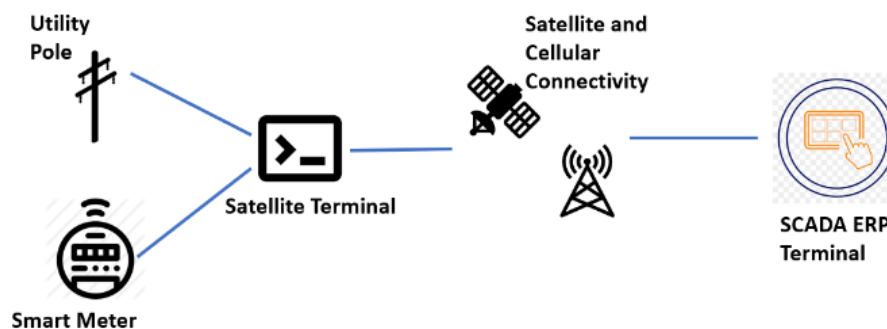 Utility
Pole
Satellite and
Cellular
Connectivity
Satellite Terminal
SCADA ERP
Terminal
Smart Meter